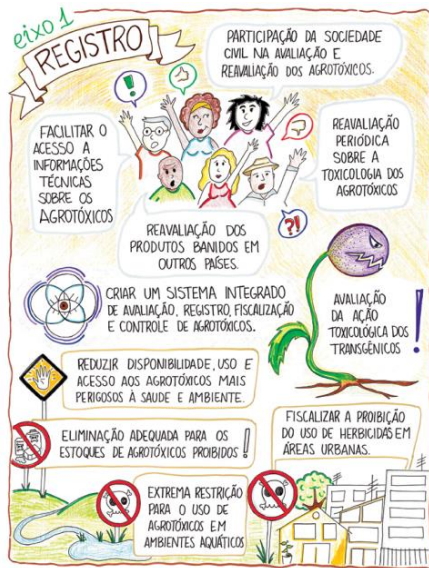 eixo 1
REGISTRO
PARTICIPAÇÃO DA SOCIEDADE
CIVIL NA AVALIAÇÃO E
REAVALIAÇÃO DOS AGROTÓXICOS.
!
FACILITAR O
ACESSO A
INFORMAÇÕES
TÉCNICAS
SOBRE OS
AGROTÓXICOS
REAVALIAÇÃO
PERIÓDICA
SOBRE A
TOXICOLOGIA DOS
AGROTÓXICOS
?!
REAVALIAÇÃO DOS
PRODUTOS BANIDOS EM
OUTROS PAÍSES.
CRIAR UM SISTEMA INTEGRADO
DE AVALIAÇÃO, REGISTRO, FISCALIZAÇÃO
E CONTROLE DE AGROTÓXICOS.
AVALIAÇÃO
DA AÇÃO
TOXICOLÓGICA DOS
TRANSGÊNICOS
!
REDUZIR DISPONIBILIDADE, USO E
ACESSO AOS AGROTÓXICOS MAIS
PERIGOSOS À SAUDE E AMBIENTE.
ELIMINAÇÃO ADEQUADA PARA OS
ESTOQUES DE AGROTÓXICOS PROIBIDOS !
FISCALIZAR A PROIBIÇÃO
DO USO DE HERBICIDAS EM
ÁREAS URBANAS.
EXTREMA RESTRIÇÃO
PARA O USO DE
AGROTÓXICOS EM
AMBIENTES AQUÁTICOS